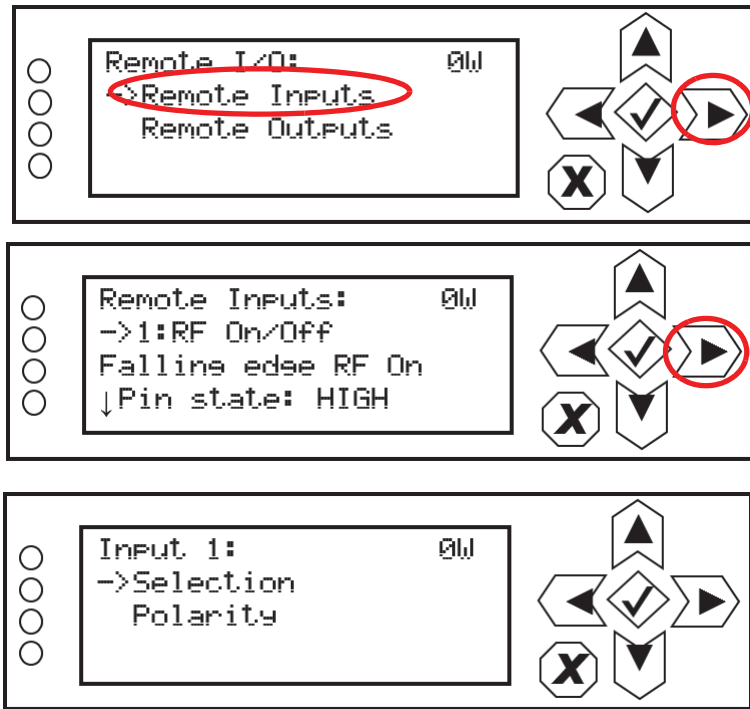 Remote I/O: 0W
->Remote Inputs
Remote Outputs
X
Remote Inputs: 0W
->1:RF On/Off
Falling edge RF On
↓Pin state: HIGH
X
Input 1: 0W
->Selection
Polarity
X